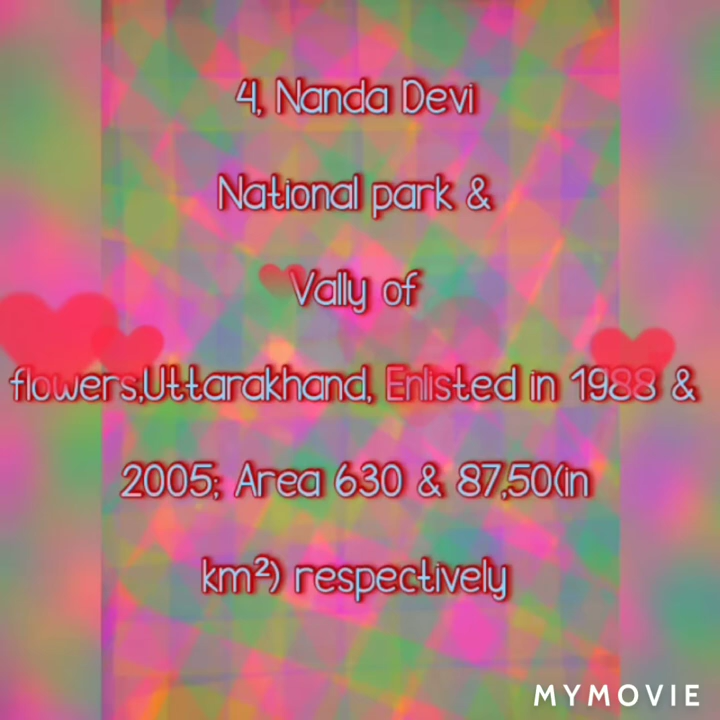 4, Nanda Devi
National park &
Vally of
flowers,Uttarakhand, Enlisted in 1988 &
2005; Area 630 & 87,50(in
km²) respectively
MYMOVIE